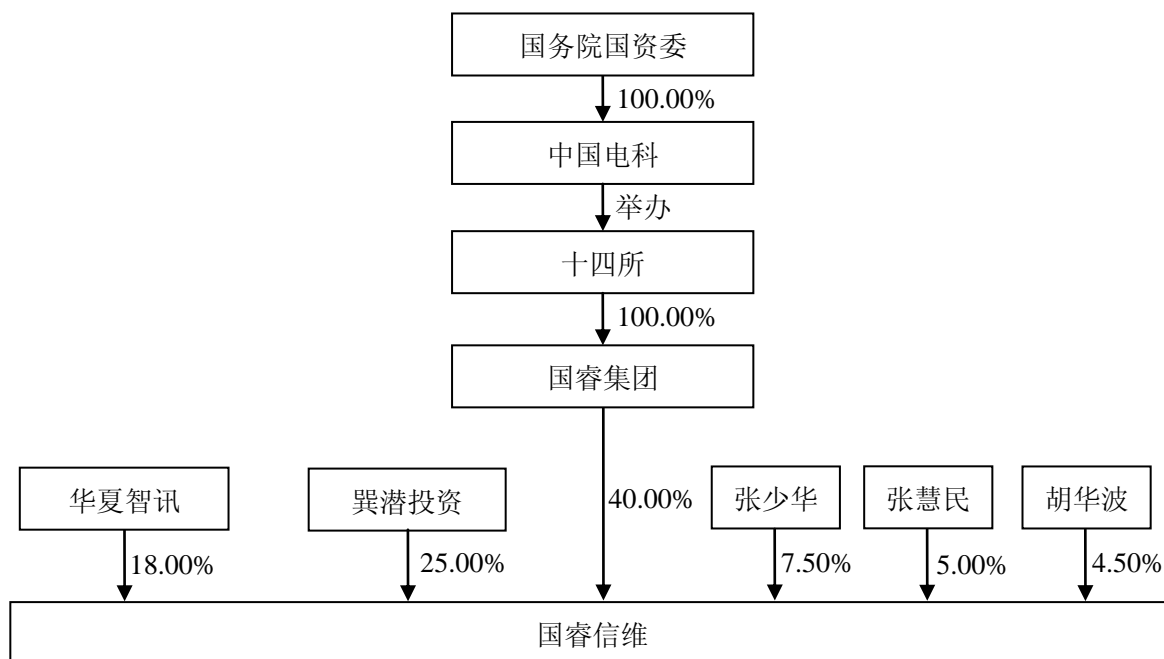 国务院国资委
100.00%
中国电科
举办
十四所
100.00%
国睿集团
华夏智讯
巽潜投资
40.00%
张少华
张慧民
胡华波
18.00%
25.00%
7.50%
5.00%
4.50%
国睿信维